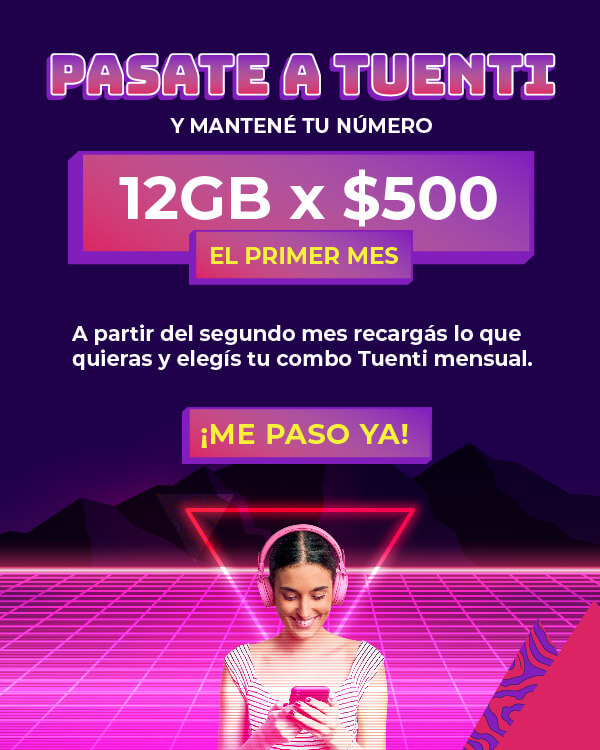 PASATE A TUENTI
Y MANTENÉ TU NÚMERO
12GB x $500
EL PRIMER MES
A partir del segundo mes recargás lo que
quieras y elegís tu combo Tuenti mensual.
¡ME PASO YA!